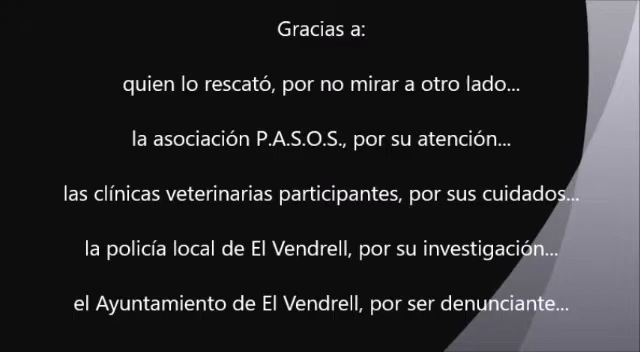 Gracias a:
quien lo rescató, por no mirar a otro lado...
la asociación P.A.S.O.S., por su atención...
las clínicas veterinarias participantes, por sus cuidados...
la policía local de El Vendrell, por su investigación...
el Ayuntamiento de El Vendrell, por ser denunciante...